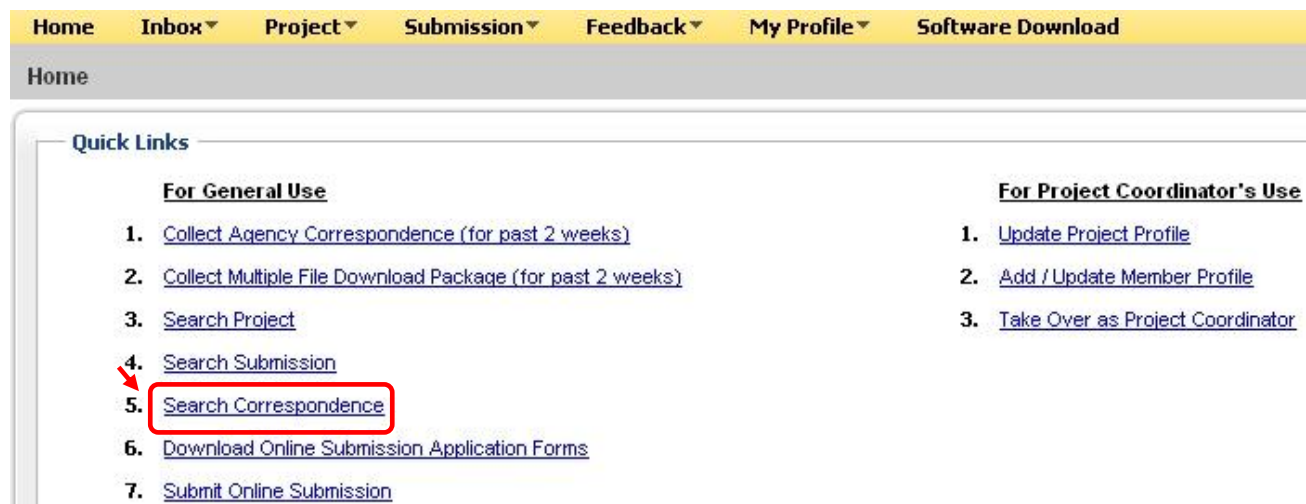 Home Inbox Project Submission Feedback My Profile Software Download
Home
Quick Links
For General Use
1. Collect Agency Correspondence (for past 2 weeks)
2. Collect Multiple File Download Package (for past 2 weeks)
3. Search Project
4. Search Submission
5. Search Correspondence
6. Download Online Submission Application Forms
7. Submit Online Submission
For Project Coordinator's Use
1. Update Project Profile
2. Add / Update Member Profile
3. Take Over as Project Coordinator